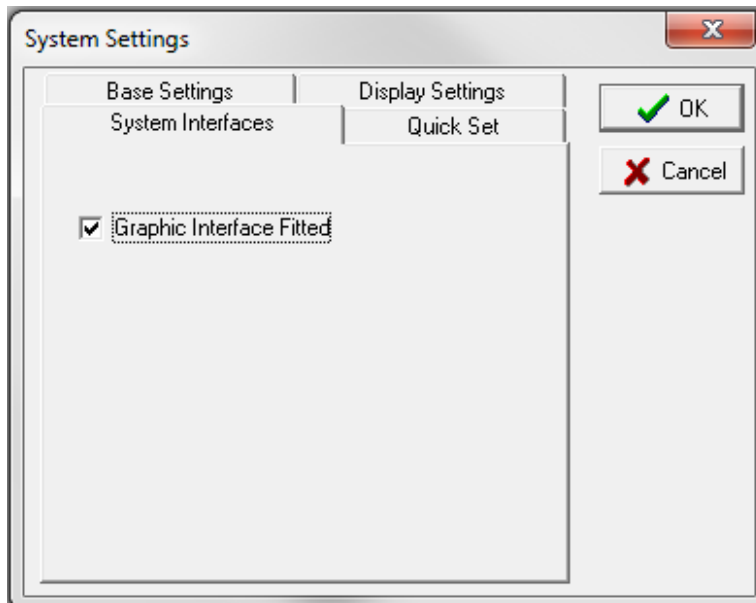 System Settings
Base Settings
Display Settings
System Interfaces
Quick Set
Graphic Interface Fitted
OK
Cancel